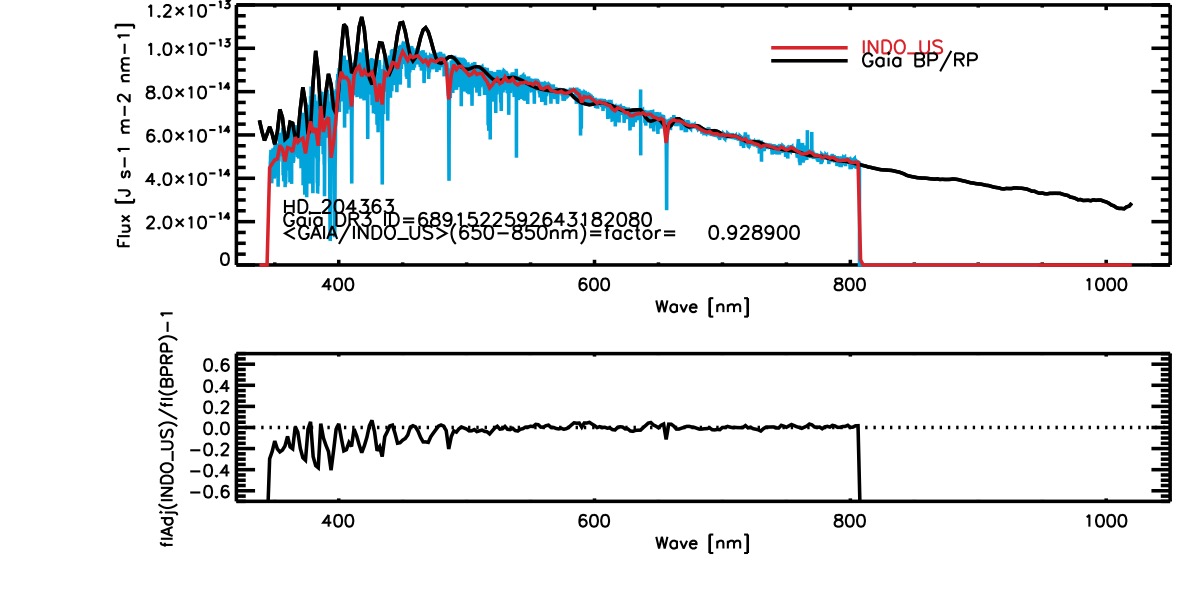 1.2×10−13
1.0×10−13
8.0×10−14
6.0×10−14
4.0×10−14
2.0×10−14
0
Flux [J s−1 m−2 nm−1]
INDO_US
Gaia BP/RP
HD_204363
Gaia DR3 ID=6891522592643182080
<GAIA/INDO_US>(650−850nm)=factor= 0.928900
400 600 800 1000
Wave [nm]
flAdj(INDO_US)/fl(BPRP)−1
0.6
0.4
0.2
0.0
−0.2
−0.4
−0.6
400 600 800 1000
Wave [nm]